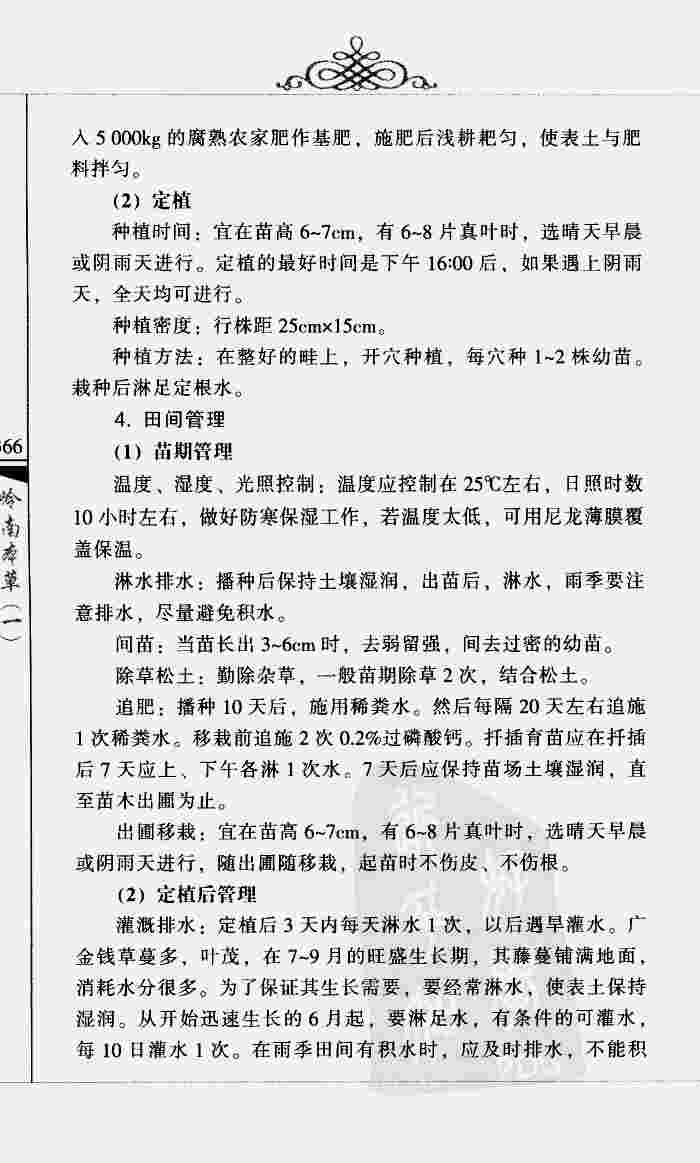 入 5 000kg 的腐熟农家肥作基肥，施肥后浅耕耙匀，使表土与肥
料拌匀。
(2) 定植
种植时间：宜在苗高 6~7cm，有 6~8 片真叶时，选晴天早晨
或阴雨天进行。定植的最好时间是下午 16:00 后，如果遇上阴雨
天，全天均可进行。
种植密度：行株距 25cm×15cm。
种植方法：在整好的畦上，开穴种植，每穴种 1~2 株幼苗。
栽种后淋足定根水。
4. 田间管理
(1) 苗期管理
温度、湿度、光照控制：温度应控制在 25℃左右，日照时数
10 小时左右，做好防寒保湿工作，若温度太低，可用尼龙薄膜覆
盖保温。
淋水排水：播种后保持土壤湿润，出苗后，淋水，雨季要注
意排水，尽量避免积水。
间苗：当苗长出 3~6cm 时，去弱留强，间去过密的幼苗。
除草松土：勤除杂草，一般苗期除草 2 次，结合松土。
追肥：播种 10 天后，施用稀粪水。然后每隔 20 天左右追施
1 次稀粪水。移栽前追施 2 次 0.2%过磷酸钙。扦插育苗应在扦插
后 7 天应上、下午各淋 1 次水。7 天后应保持苗场土壤湿润，直
至苗木出圃为止。
出圃移栽：宜在苗高 6~7cm，有 6~8 片真叶时，选晴天早晨
或阴雨天进行，随出圃随移栽，起苗时不伤皮、不伤根。
(2) 定植后管理
灌溉排水：定植后 3 天内每天淋水 1 次，以后遇旱灌水。广
金钱草蔓多，叶茂，在 7~9 月的旺盛生长期，其藤蔓铺满地面，
消耗水分很多。为了保证其生长需要，要经常淋水，使表土保持
湿润。从开始迅速生长的 6 月起，要淋足水，有条件的可灌水，
每 10 日灌水 1 次。在雨季田间有积水时，应及时排水，不能积
66
岭南本草（一）